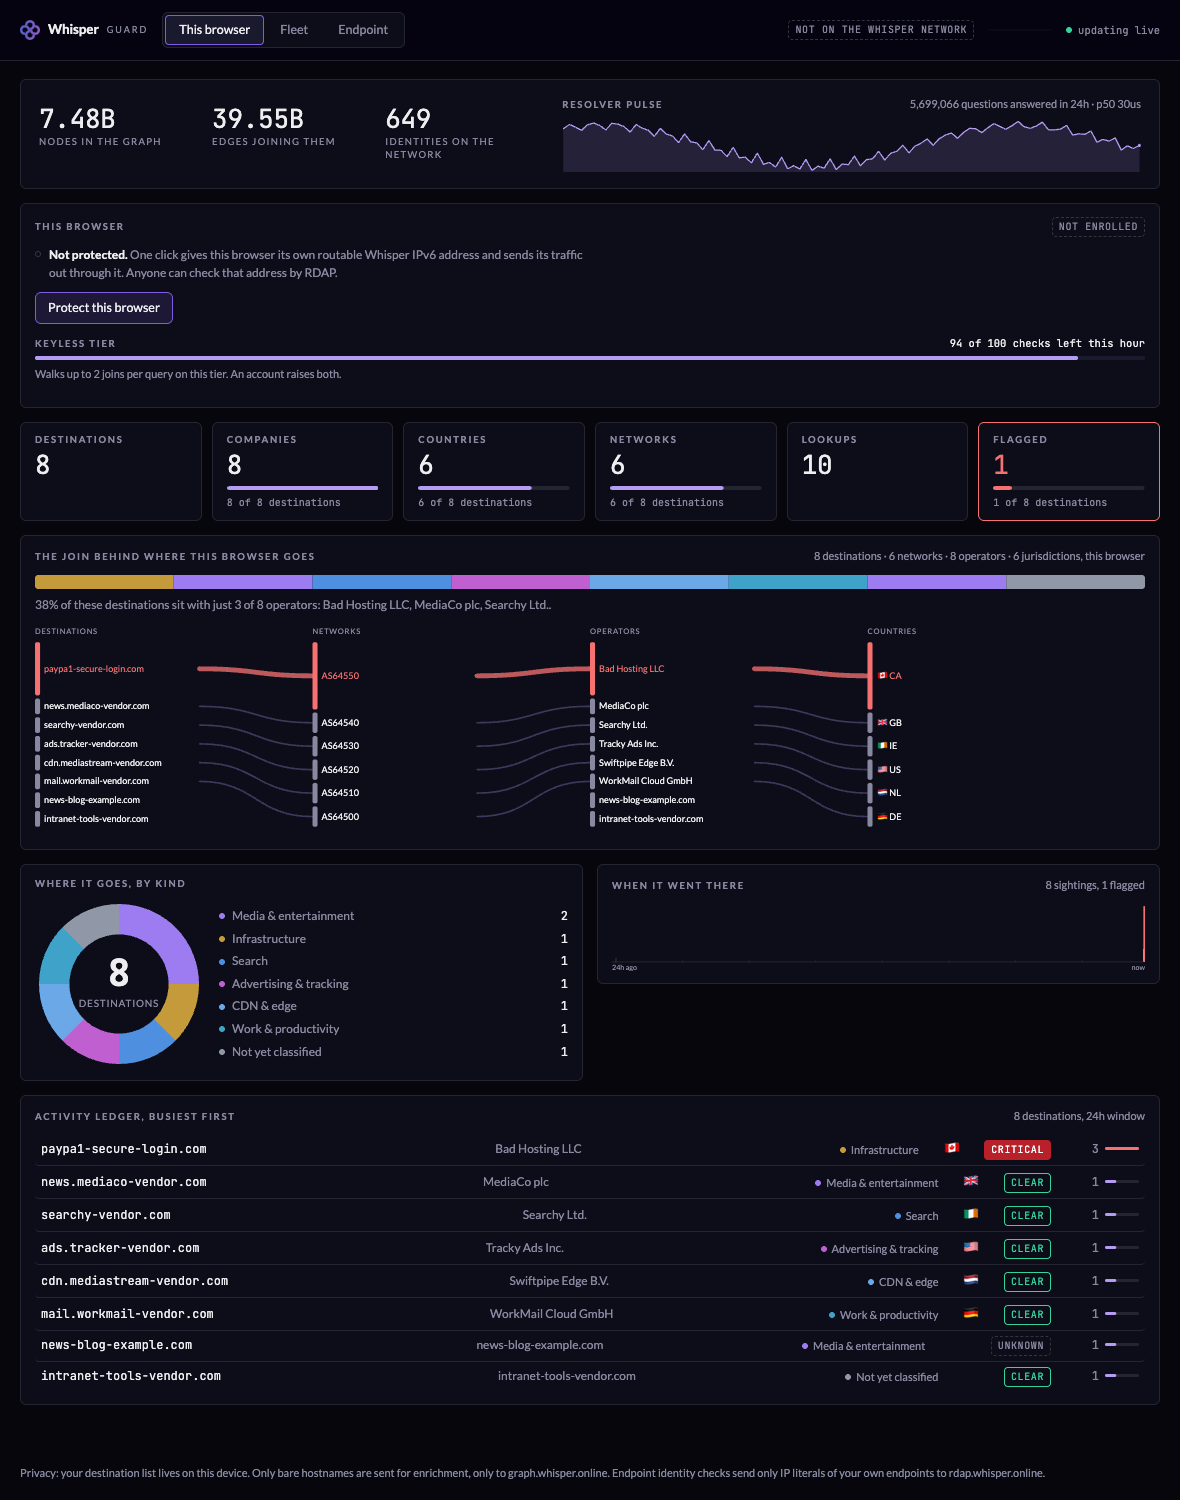 Whisper GUARD This browser Fleet Endpoint NOT ON THE WHISPER NETWORK updating live
7.48B
NODES IN THE GRAPH
39.55B
EDGES JOINING THEM
649
IDENTITIES ON THE
NETWORK
RESOLVER PULSE 5,699,066 questions answered in 24h · p50 30us
THIS BROWSER NOT ENROLLED
Not protected. One click gives this browser its own routable Whisper IPv6 address and sends its traffic
out through it. Anyone can check that address by RDAP.
Protect this browser
KEYLESS TIER 94 of 100 checks left this hour
Walks up to 2 joins per query on this tier. An account raises both.
DESTINATIONS
8
COMPANIES
8
8 of 8 destinations
COUNTRIES
6
6 of 8 destinations
NETWORKS
6
6 of 8 destinations
LOOKUPS
10
FLAGGED
1
1 of 8 destinations
THE JOIN BEHIND WHERE THIS BROWSER GOES 8 destinations · 6 networks · 8 operators · 6 jurisdictions, this browser
38% of these destinations sit with just 3 of 8 operators: Bad Hosting LLC, MediaCo plc, Searchy Ltd..
DESTINATIONS NETWORKS OPERATORS COUNTRIES
paypa1-secure-login.com AS64550 Bad Hosting LLC CA
news.mediaco-vendor.com AS64540 MediaCo plc GB
searchy-vendor.com AS64530 Searchy Ltd. IE
ads.tracker-vendor.com AS64520 Tracky Ads Inc. US
cdn.mediastream-vendor.com AS64510 Swiftpipe Edge B.V. NL
mail.workmail-vendor.com AS64500 WorkMail Cloud GmbH DE
news-blog-example.com news-blog-example.com
intranet-tools-vendor.com intranet-tools-vendor.com
WHERE IT GOES, BY KIND
8
DESTINATIONS
Media & entertainment 2
Infrastructure 1
Search 1
Advertising & tracking 1
CDN & edge 1
Work & productivity 1
Not yet classified 1
WHEN IT WENT THERE 8 sightings, 1 flagged
24h ago now
ACTIVITY LEDGER, BUSIEST FIRST 8 destinations, 24h window
paypa1-secure-login.com Bad Hosting LLC Infrastructure CRITICAL 3
news.mediaco-vendor.com MediaCo plc Media & entertainment CLEAR 1
searchy-vendor.com Searchy Ltd. Search CLEAR 1
ads.tracker-vendor.com Tracky Ads Inc. Advertising & tracking CLEAR 1
cdn.mediastream-vendor.com Swiftpipe Edge B.V. CDN & edge CLEAR 1
mail.workmail-vendor.com WorkMail Cloud GmbH Work & productivity CLEAR 1
news-blog-example.com news-blog-example.com Media & entertainment UNKNOWN 1
intranet-tools-vendor.com intranet-tools-vendor.com Not yet classified CLEAR 1
Privacy: your destination list lives on this device. Only bare hostnames are sent for enrichment, only to graph.whisper.online. Endpoint identity checks send only IP literals of your own endpoints to rdap.whisper.online.